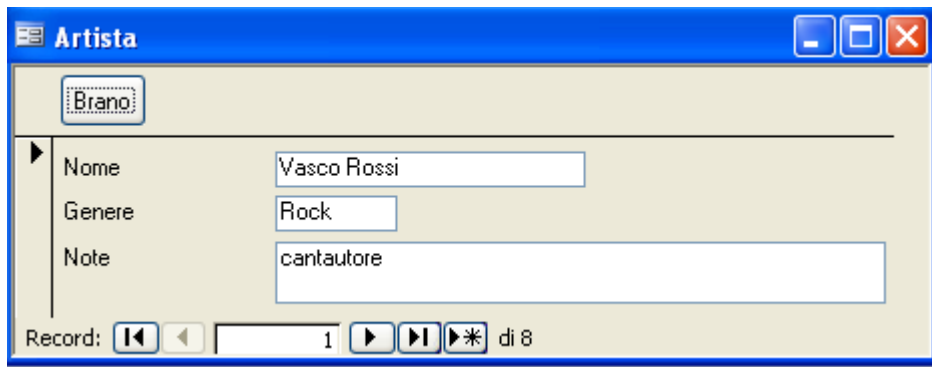 Artista
Brano
Nome Vasco Rossi
Genere Rock
Note cantautore
Record: 1 di 8